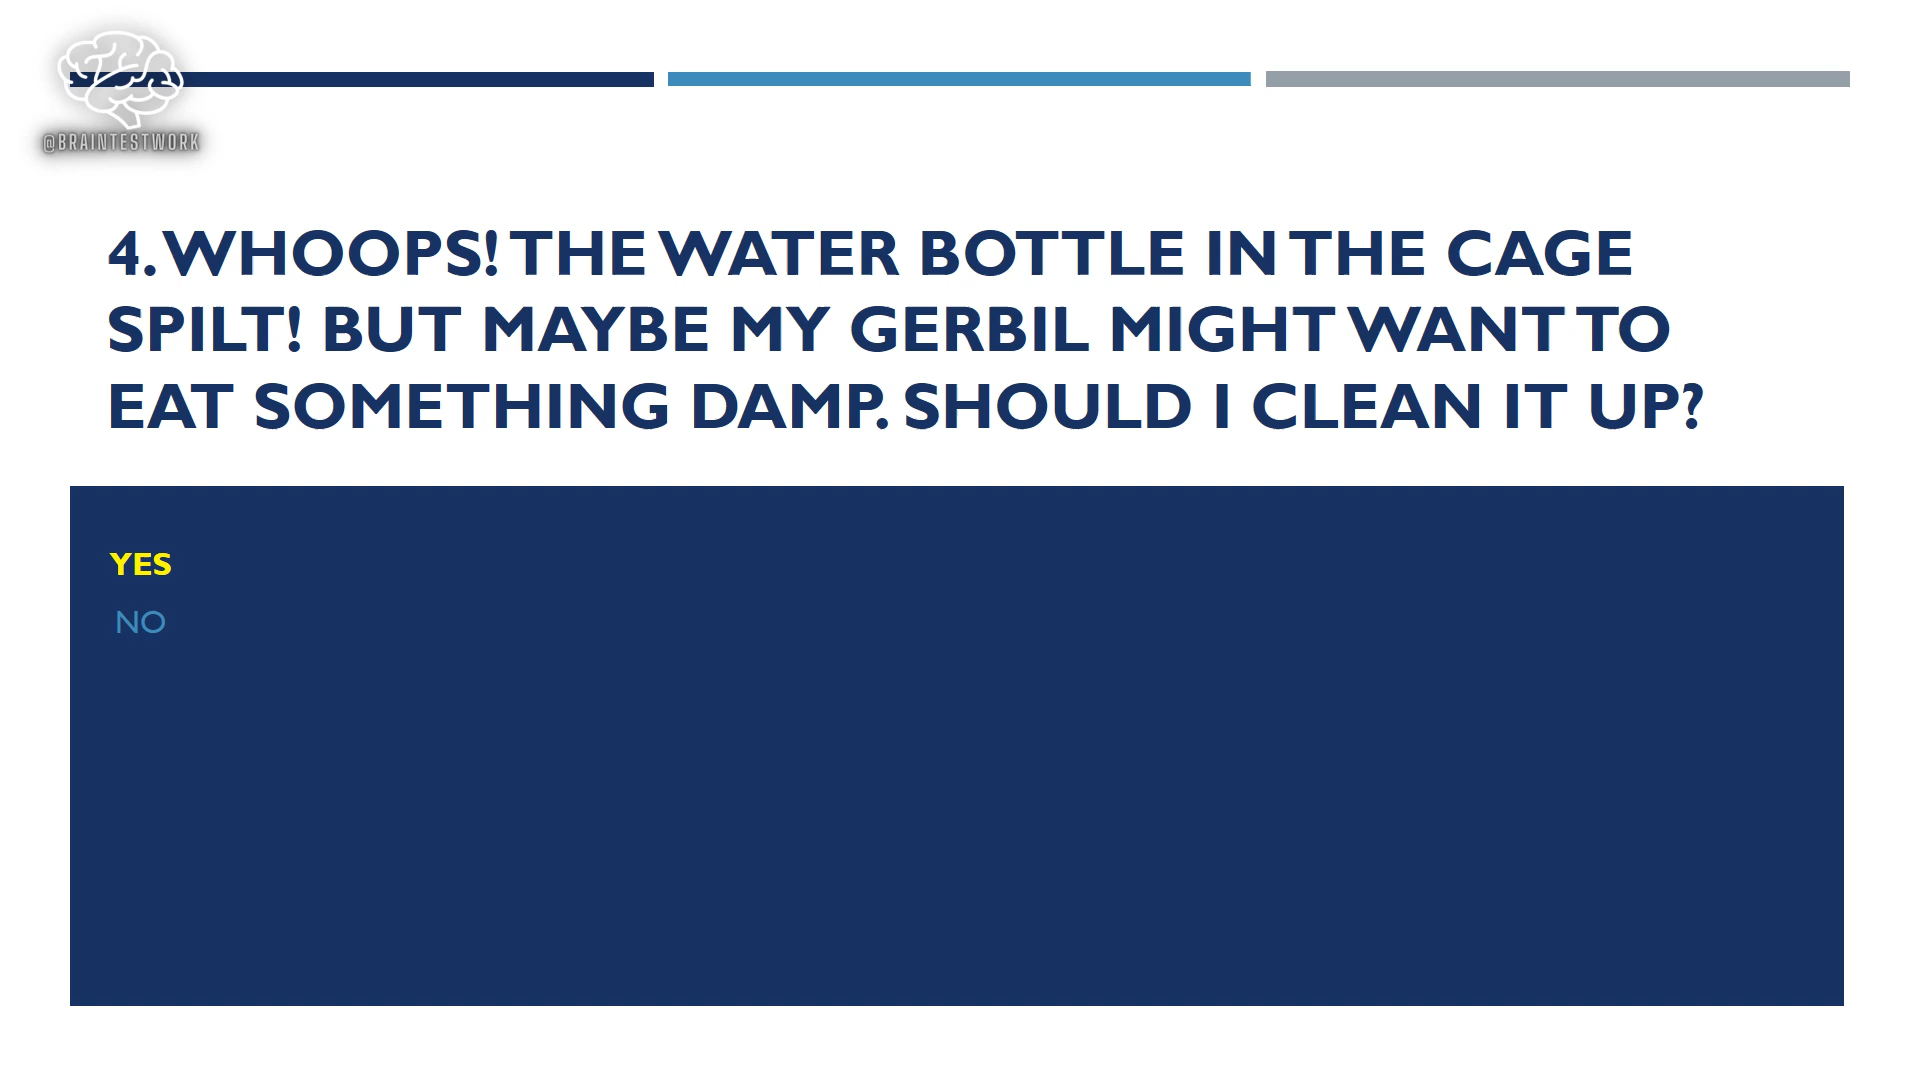 @BRAINTESTWORK
4. WHOOPS! THE WATER BOTTLE IN THE CAGE
SPILT! BUT MAYBE MY GERBIL MIGHT WANT TO
EAT SOMETHING DAMP. SHOULD I CLEAN IT UP?
YES
NO